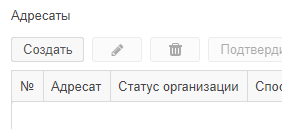 Адресаты
Создать Подтверди
№ Адресат Статус организации Спос